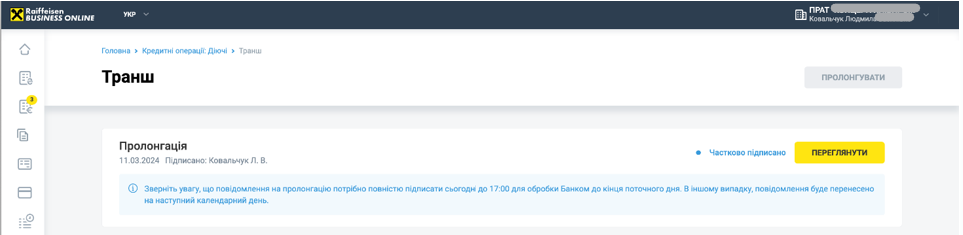 Raiffeisen
BUSINESS ONLINE
УКР
ПРАТ
Ковальчук Людмила
Головна > Кредитні операції: Діючі > Транш
Транш
ПРОЛОНГУВАТИ
3
Пролонгація
11.03.2024 Підписано: Ковальчук Л. В.
Частково підписано
ПЕРЕГЛЯНУТИ
Зверніть увагу, що повідомлення на пролонгацію потрібно повністю підписати сьогодні до 17:00 для обробки Банком до кінця поточного дня. В іншому випадку, повідомлення буде перенесено
на наступний календарний день.